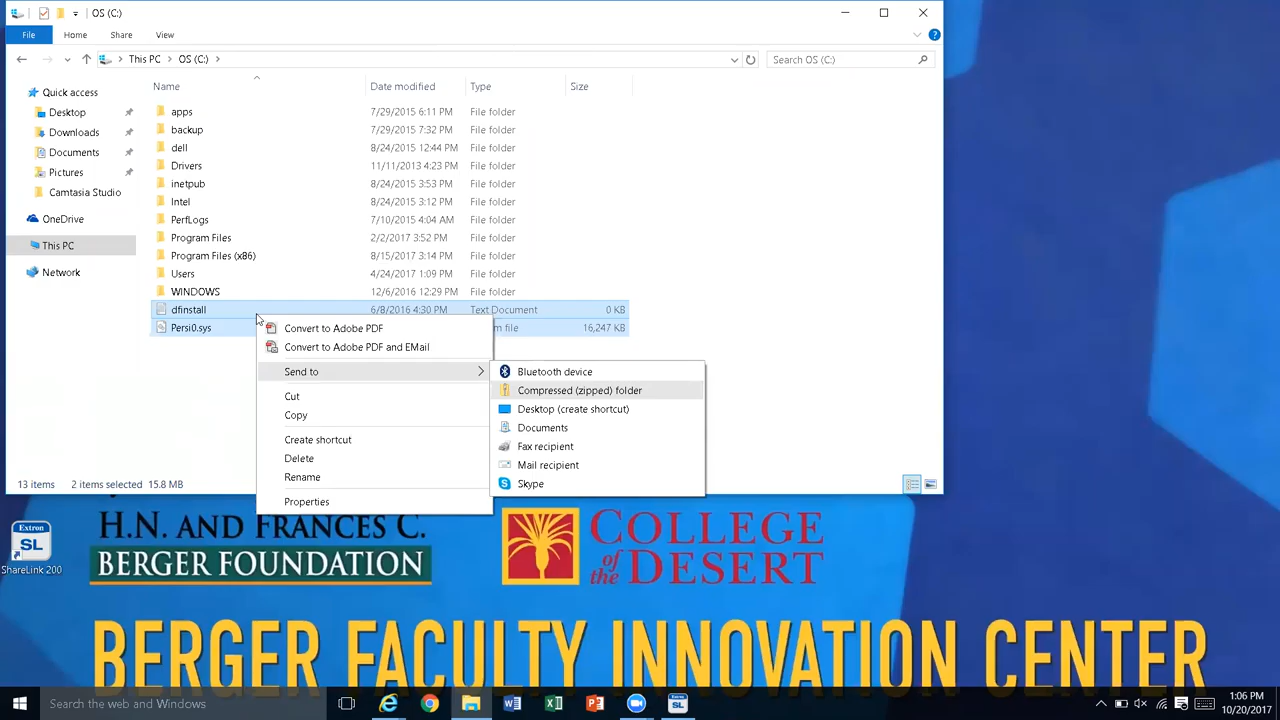 OS (C:)
File
Home
Share
View
This PC
OS (C:)
Search OS (C:)
Name
Date modified
Type
Size
Quick access
Desktop
Downloads
Documents
Pictures
Camtasia Studio
OneDrive
This PC
Network
apps 7/29/2015 6:11 PM File folder
backup 7/29/2015 7:32 PM File folder
dell 8/24/2015 12:44 PM File folder
Drivers 11/11/2013 4:23 PM File folder
inetpub 8/24/2015 3:53 PM File folder
Intel 8/24/2015 3:12 PM File folder
PerfLogs 7/10/2015 4:04 AM File folder
Program Files 2/2/2017 3:52 PM File folder
Program Files (x86) 8/15/2017 3:14 PM File folder
Users 4/24/2017 1:09 PM File folder
WINDOWS 12/6/2016 12:29 PM File folder
dfinstall 6/8/2016 4:30 PM Text Document 0 KB
Persi0.sys m file 16,247 KB
Convert to Adobe PDF
Convert to Adobe PDF and EMail
Send to
Cut
Copy
Create shortcut
Delete
Rename
Properties
Bluetooth device
Compressed (zipped) folder
Desktop (create shortcut)
Documents
Fax recipient
Mail recipient
Skype
13 items 2 items selected 15.8 MB
Extron
SL
ShareLink 200
H.N. AND FRANCES C.
BERGER FOUNDATION
COLLEGE
of the DESERT
BERGER FACULTY INNOVATION CENTER
Search the web and Windows
1:06 PM
10/20/2017